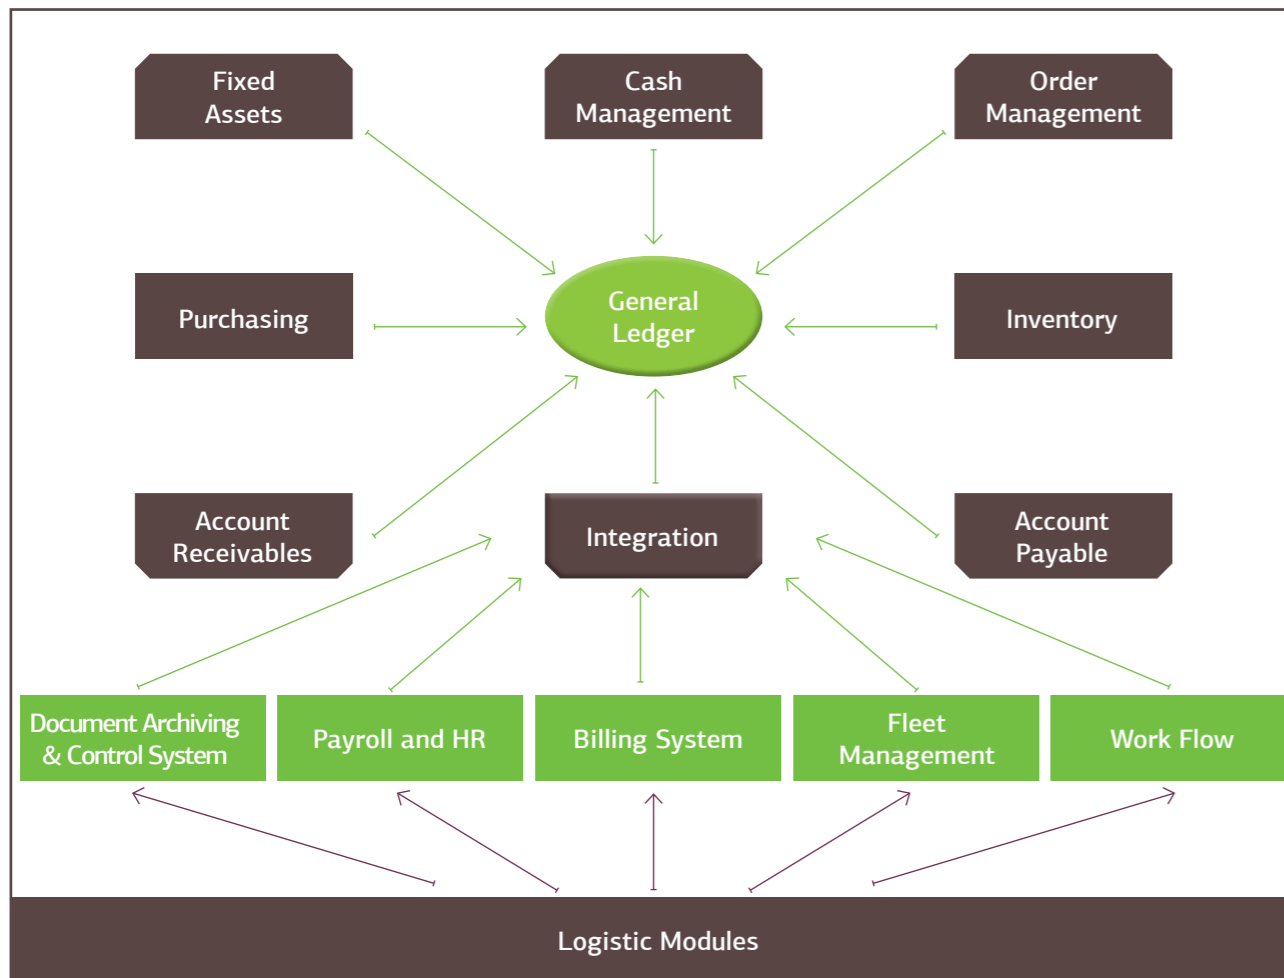 Fixed
Assets
Cash
Management
Order
Management
Purchasing
General
Ledger
Inventory
Account
Receivables
Integration
Account
Payable
Document Archiving
& Control System
Payroll and HR
Billing System
Fleet
Management
Work Flow
Logistic Modules